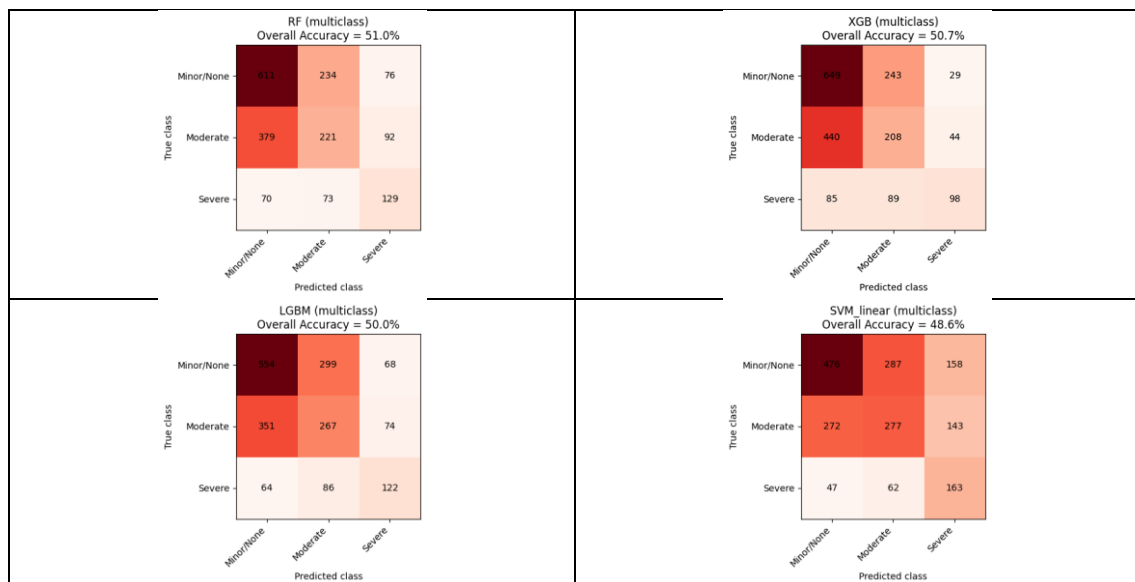 RF (multiclass)
Overall Accuracy = 51.0%
True class
Minor/None 611 234 76
Moderate 379 221 92
Severe 70 73 129
Minor/None Moderate Severe
Predicted class
XGB (multiclass)
Overall Accuracy = 50.7%
True class
Minor/None 649 243 29
Moderate 440 208 44
Severe 85 89 98
Minor/None Moderate Severe
Predicted class
LGBM (multiclass)
Overall Accuracy = 50.0%
True class
Minor/None 554 299 68
Moderate 351 267 74
Severe 64 86 122
Minor/None Moderate Severe
Predicted class
SVM_linear (multiclass)
Overall Accuracy = 48.6%
True class
Minor/None 476 287 158
Moderate 272 277 143
Severe 47 62 163
Minor/None Moderate Severe
Predicted class